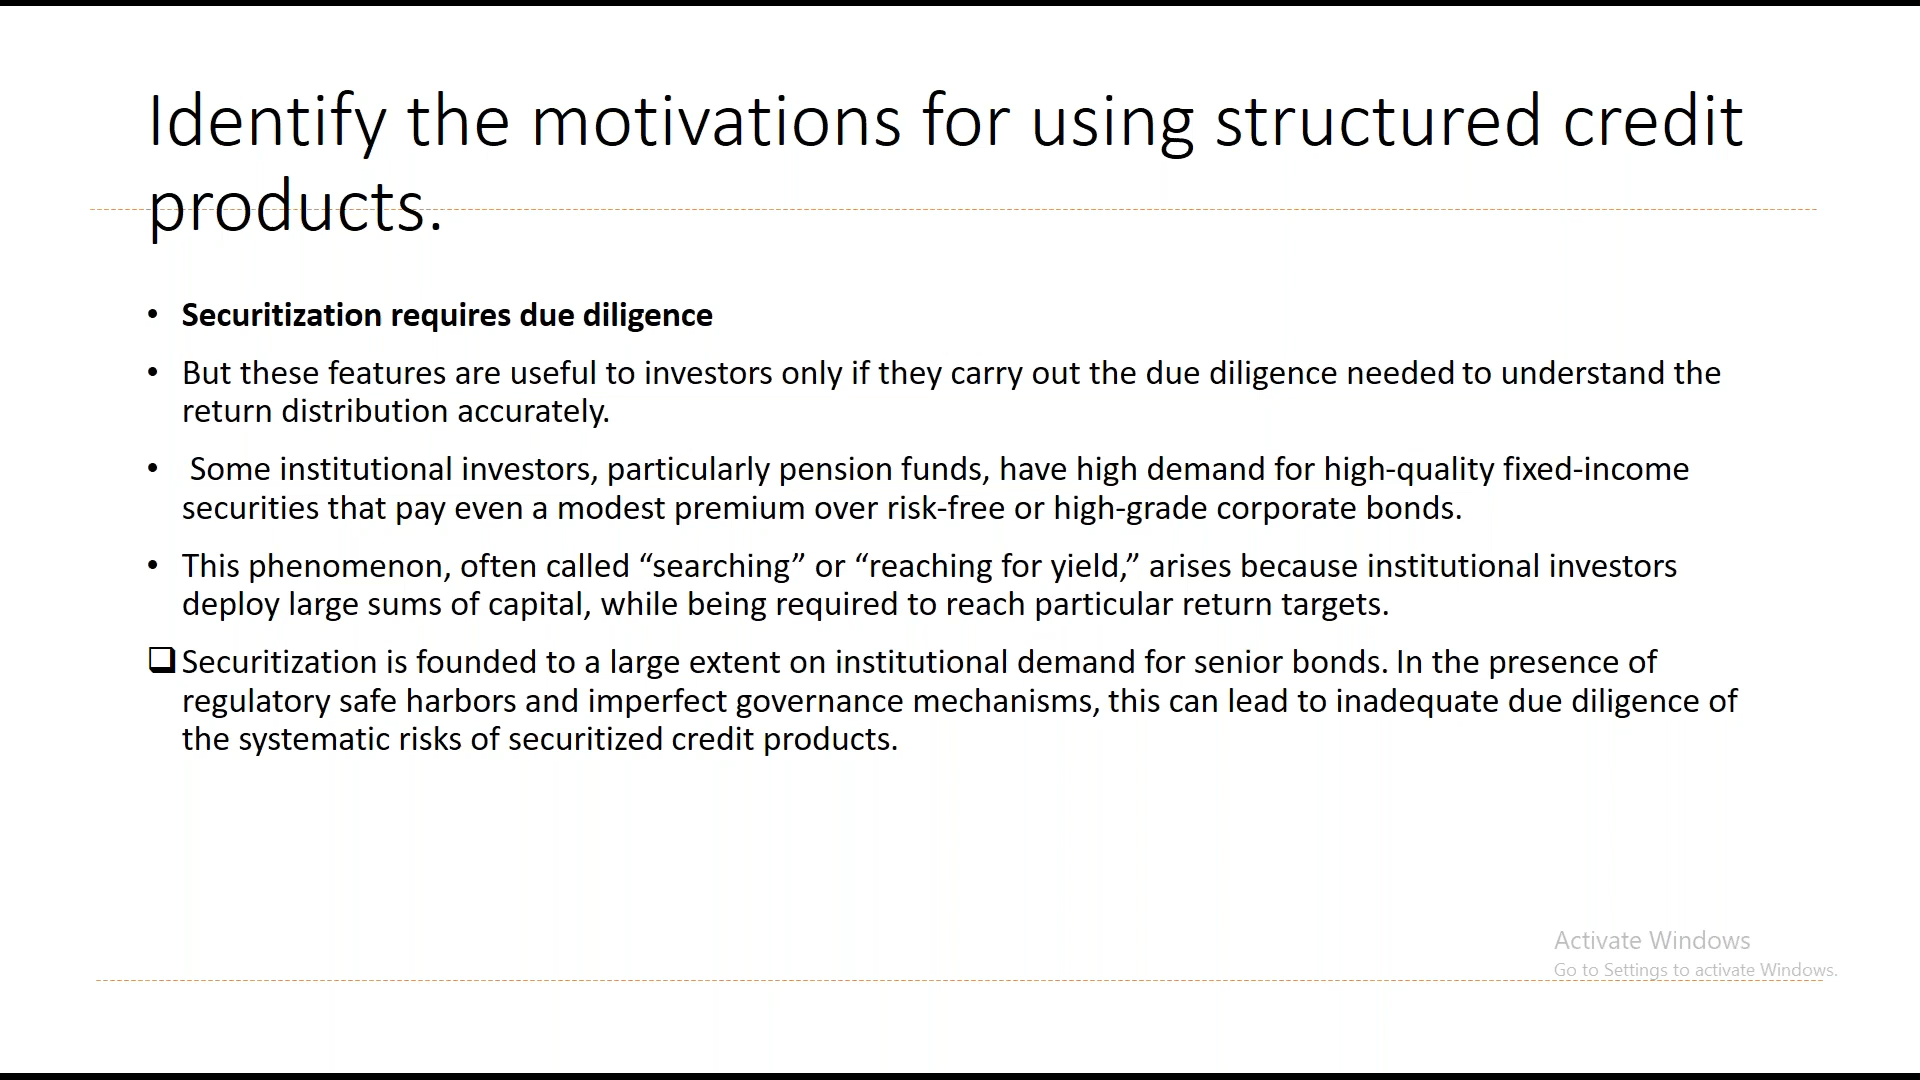 Identify the motivations for using structured credit
products.
• Securitization requires due diligence
• But these features are useful to investors only if they carry out the due diligence needed to understand the
return distribution accurately.
• Some institutional investors, particularly pension funds, have high demand for high-quality fixed-income
securities that pay even a modest premium over risk-free or high-grade corporate bonds.
• This phenomenon, often called “searching” or “reaching for yield,” arises because institutional investors
deploy large sums of capital, while being required to reach particular return targets.
❑ Securitization is founded to a large extent on institutional demand for senior bonds. In the presence of
regulatory safe harbors and imperfect governance mechanisms, this can lead to inadequate due diligence of
the systematic risks of securitized credit products.
Activate Windows
Go to Settings to activate Windows.